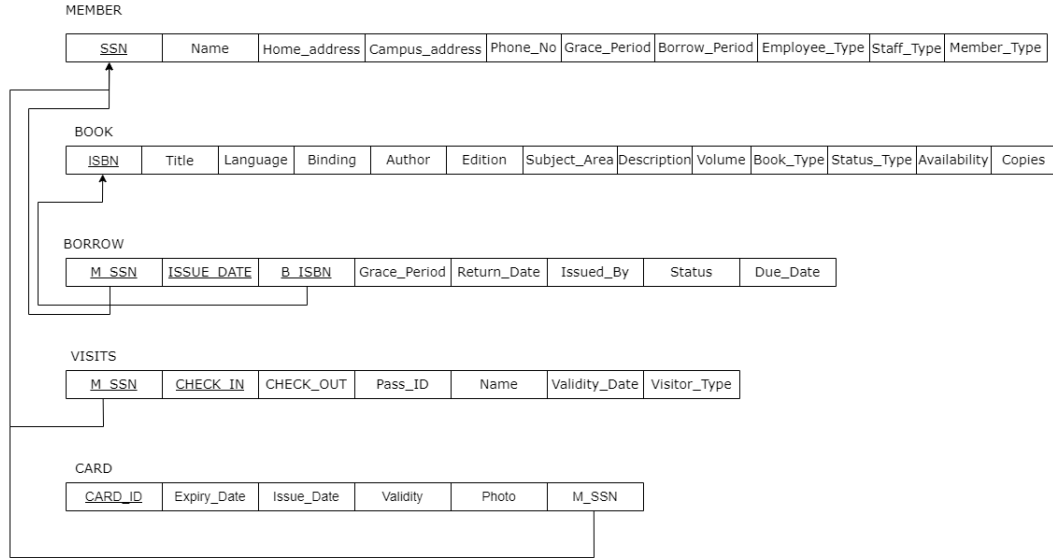 MEMBER
SSN Name Home_address Campus_address Phone_No Grace_Period Borrow_Period Employee_Type Staff_Type Member_Type
BOOK
ISBN Title Language Binding Author Edition Subject_Area Description Volume Book_Type Status_Type Availability Copies
BORROW
M_SSN ISSUE_DATE B_ISBN Grace_Period Return_Date Issued_By Status Due_Date
VISITS
M_SSN CHECK_IN CHECK_OUT Pass_ID Name Validity_Date Visitor_Type
CARD
CARD_ID Expiry_Date Issue_Date Validity Photo M_SSN